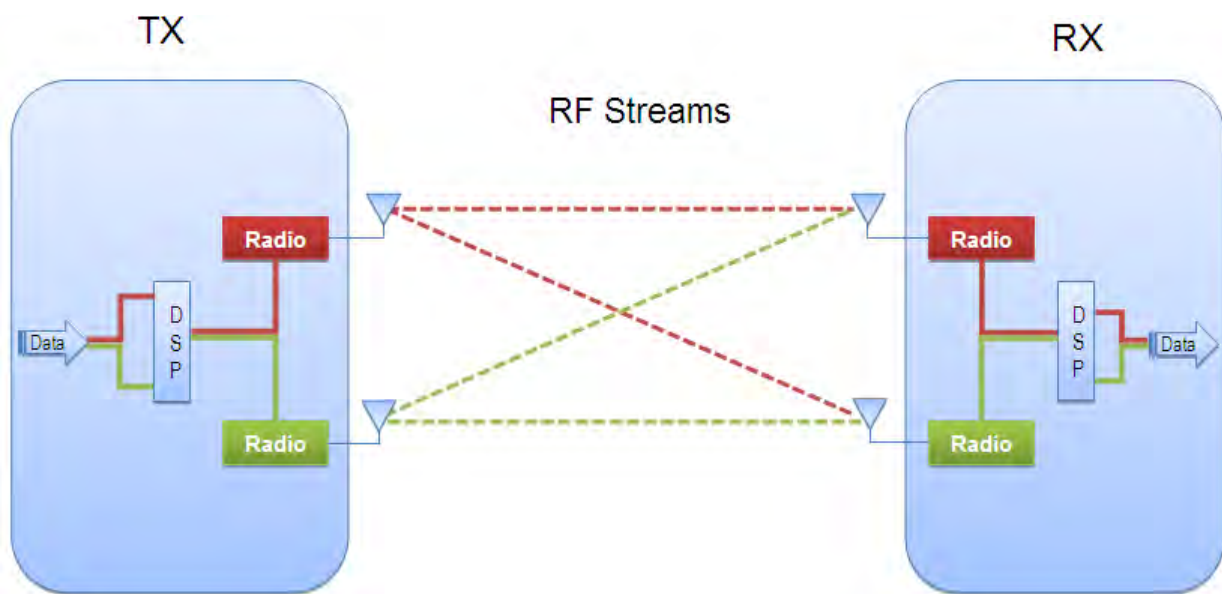 TX
RX
RF Streams
Radio
Radio
Data
D
S
P
D
S
P
Data
Radio
Radio